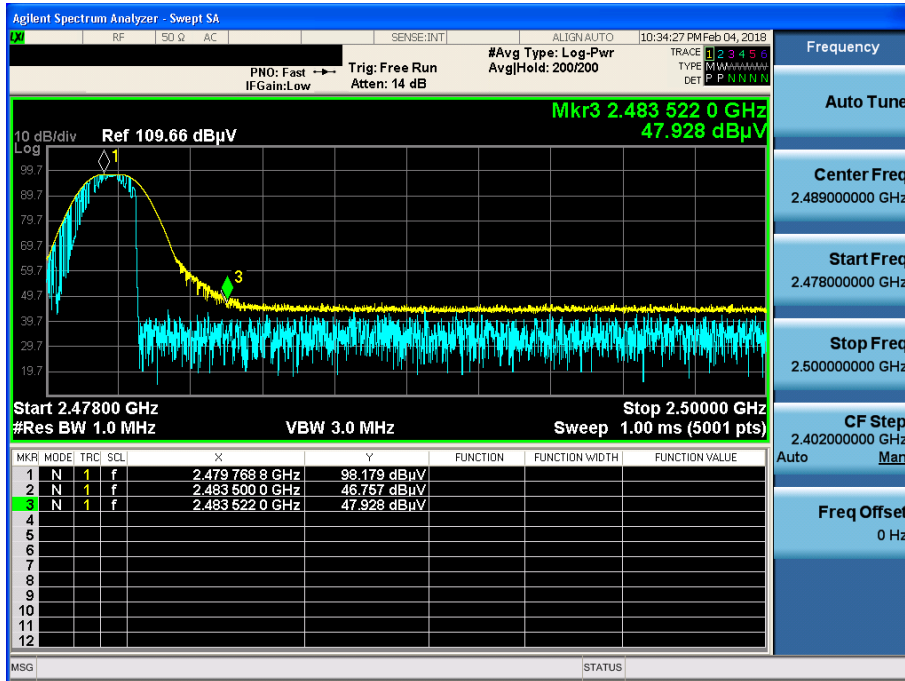 Agilent Spectrum Analyzer - Swept SA
LXI RF 50 Ω AC SENSE:INT ALIGN AUTO 10:34:27 PM Feb 04, 2018
PNO: Fast Trig: Free Run #Avg Type: Log-Pwr TRACE 1 2 3 4 5 6
IFGain:Low Atten: 14 dB Avg|Hold: 200/200 TYPE M W
DET P P N N N N
Frequency
Mkr3 2.483 522 0 GHz
47.928 dBµV
10 dB/div Ref 109.66 dBµV
Log
99.7
89.7
79.7
69.7
59.7
49.7
39.7
29.7
19.7
1
3
Start 2.47800 GHz Stop 2.50000 GHz
#Res BW 1.0 MHz VBW 3.0 MHz Sweep 1.00 ms (5001 pts)
MKR MODE TRC SCL X Y FUNCTION FUNCTION WIDTH FUNCTION VALUE
1 N 1 f 2.479 768 8 GHz 98.179 dBµV
2 N 1 f 2.483 500 0 GHz 46.757 dBµV
3 N 1 f 2.483 522 0 GHz 47.928 dBµV
4
5
6
7
8
9
10
11
12
MSG STATUS
Auto Tune
Center Freq
2.489000000 GHz
Start Freq
2.478000000 GHz
Stop Freq
2.500000000 GHz
CF Step
2.402000000 GHz
Auto Man
Freq Offset
0 Hz